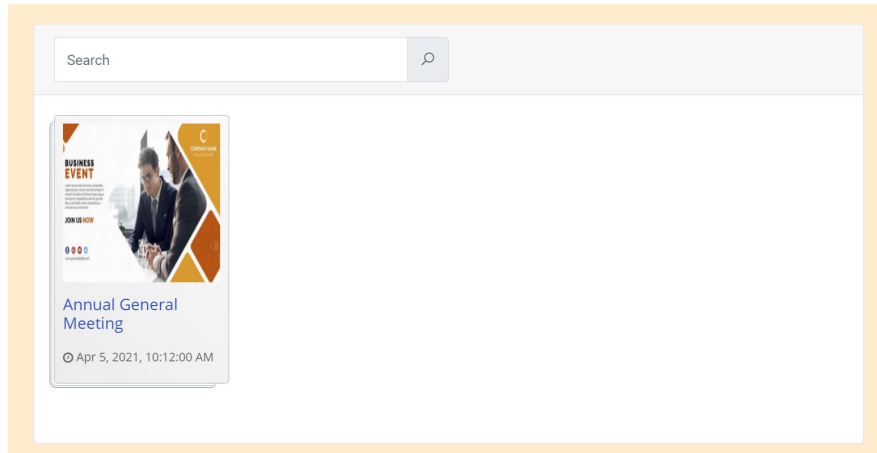 Search
COMPANY NAME
BUSINESS
EVENT
JOIN US NOW
Annual General
Meeting
Apr 5, 2021, 10:12:00 AM